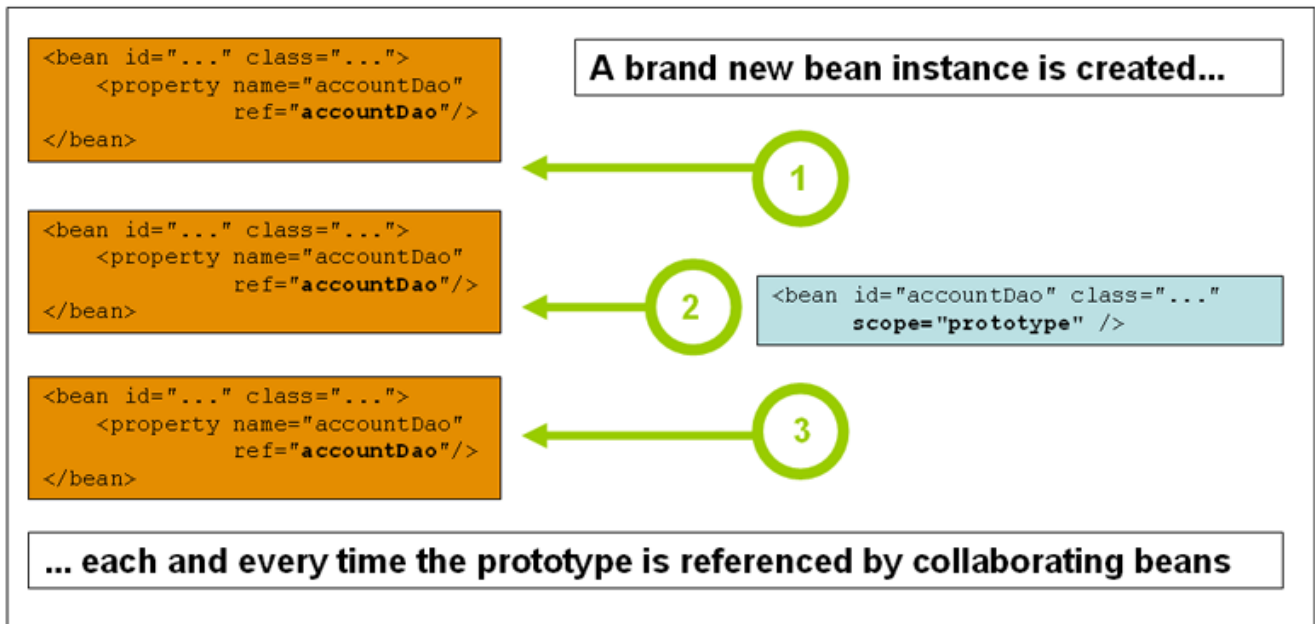 <bean id="..." class="...">
    <property name="accountDao"
              ref="accountDao"/>
</bean>
A brand new bean instance is created...
1
<bean id="..." class="...">
    <property name="accountDao"
              ref="accountDao"/>
</bean>
2
<bean id="accountDao" class="..."
      scope="prototype" />
<bean id="..." class="...">
    <property name="accountDao"
              ref="accountDao"/>
</bean>
3
... each and every time the prototype is referenced by collaborating beans